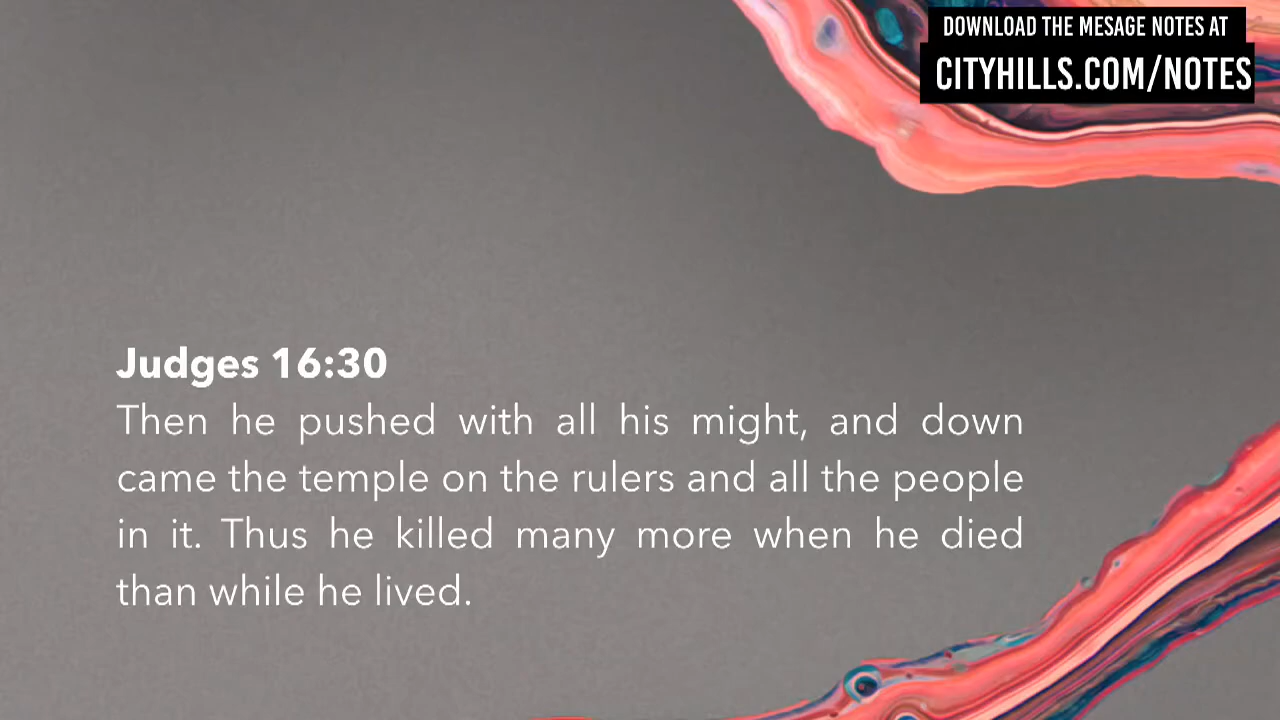 DOWNLOAD THE MESAGE NOTES AT
CITYHILLS.COM/NOTES
Judges 16:30
Then he pushed with all his might, and down
came the temple on the rulers and all the people
in it. Thus he killed many more when he died
than while he lived.